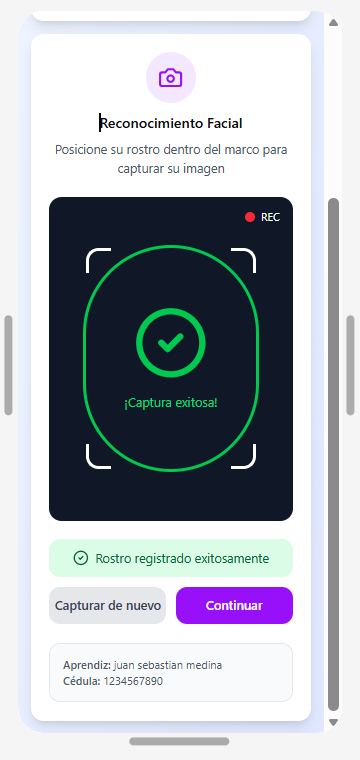 Reconocimiento Facial
Posicione su rostro dentro del marco para
capturar su imagen
REC
¡Captura exitosa!
Rostro registrado exitosamente
Capturar de nuevo
Continuar
Aprendiz: juan sebastian medina
Cédula: 1234567890